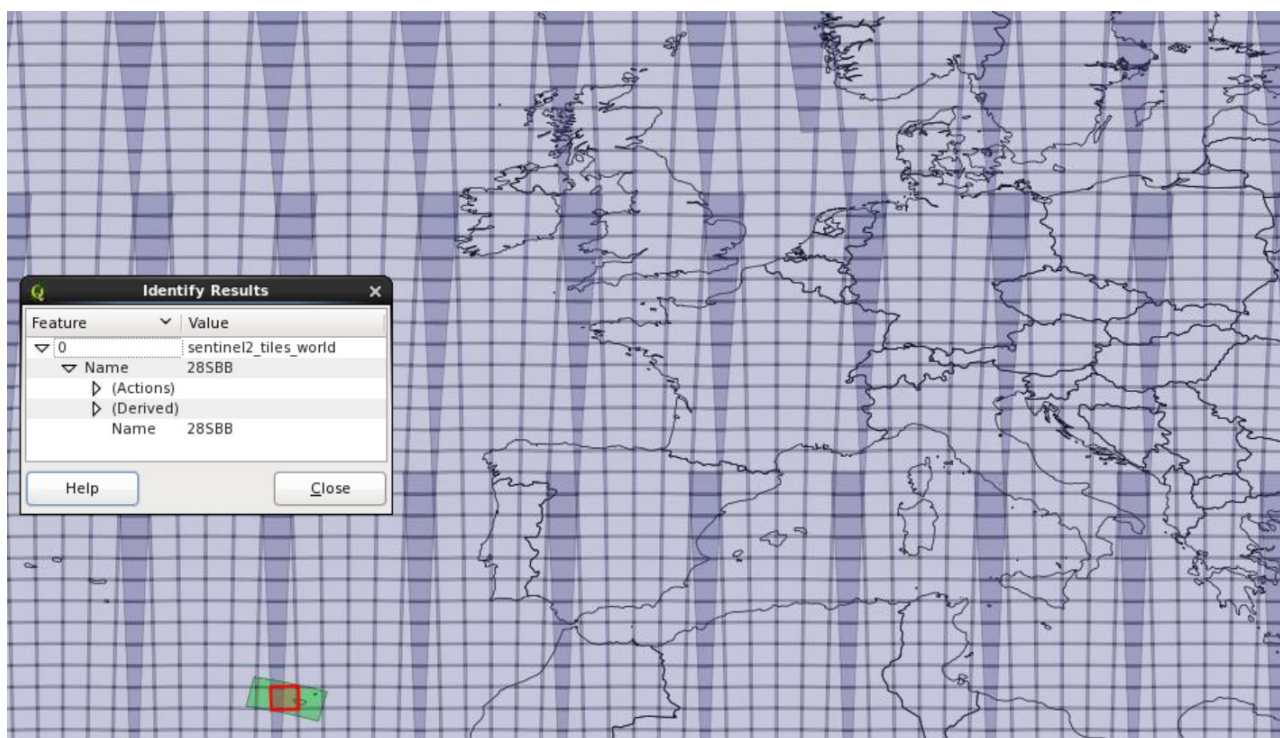 Identify Results
Feature Value
0 sentinel2_tiles_world
Name 28SBB
(Actions)
(Derived)
Name 28SBB
Help Close